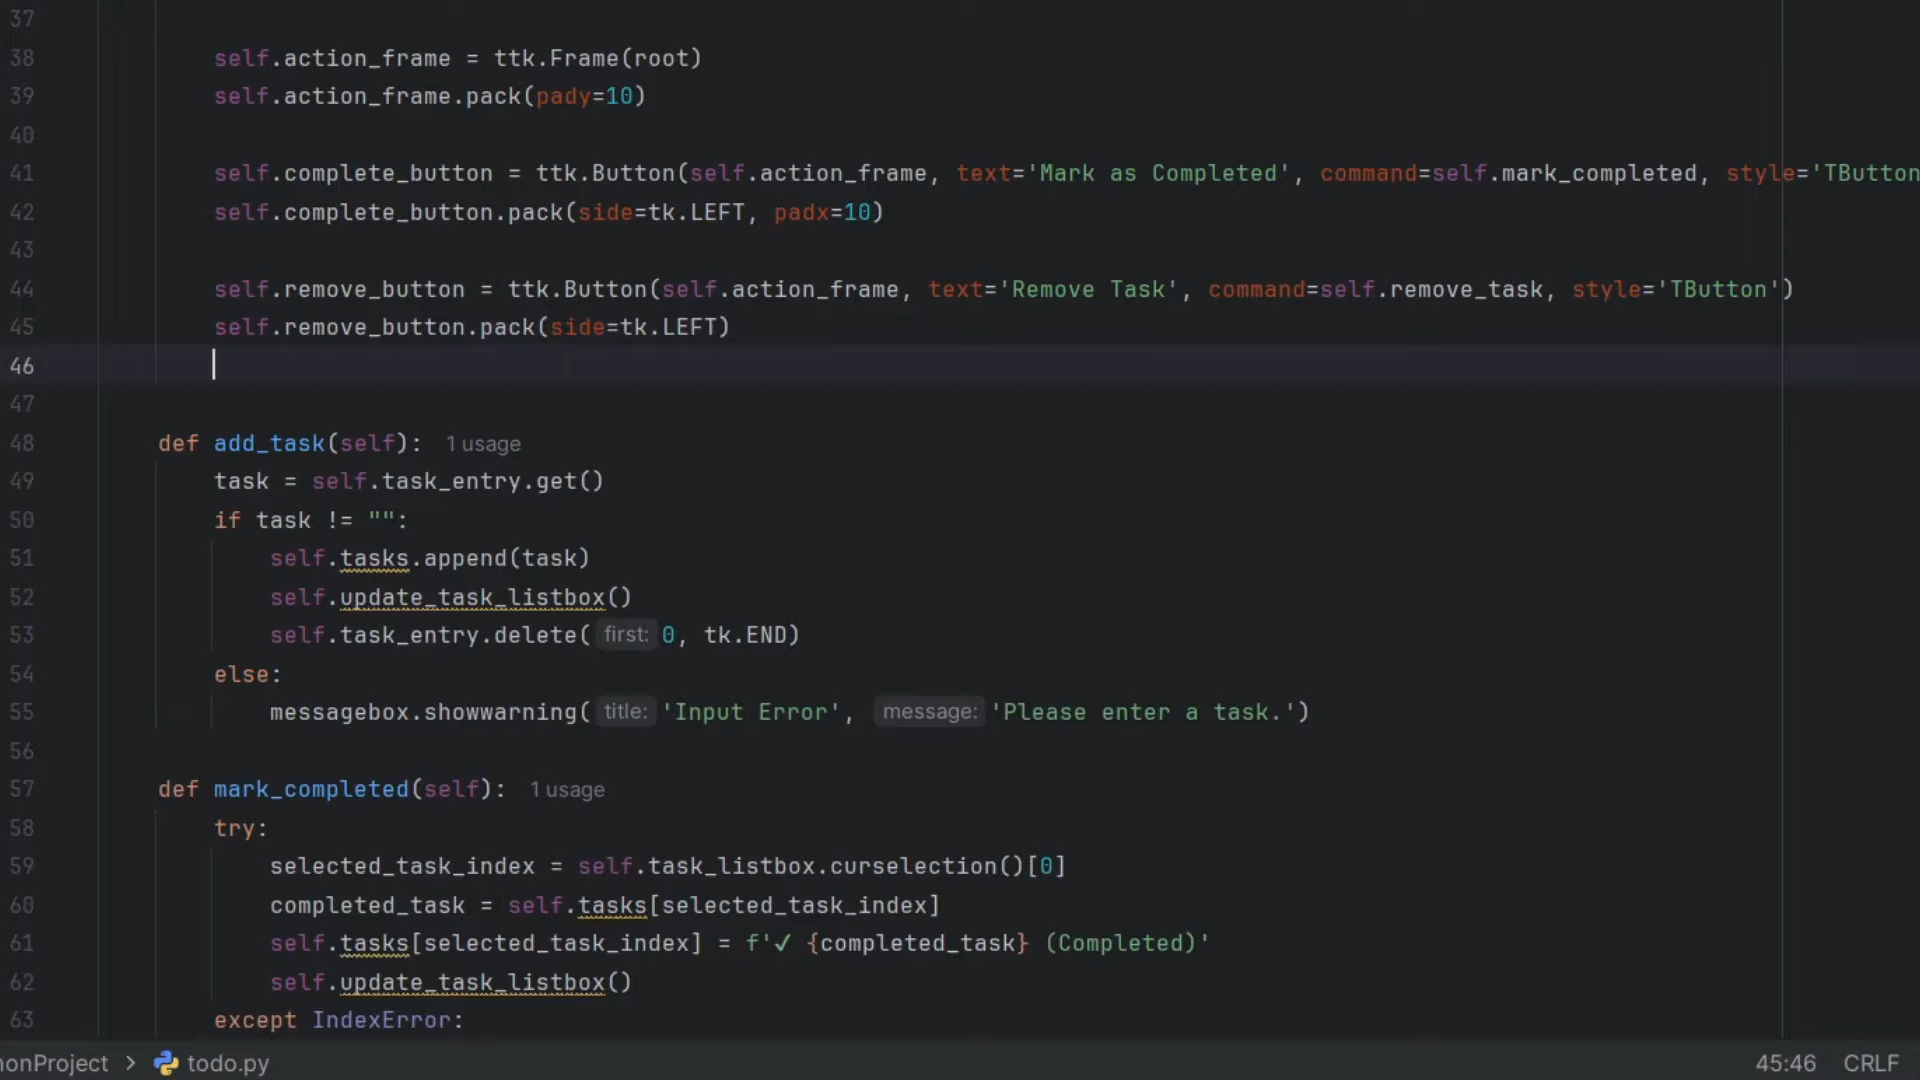 37
38 self.action_frame = ttk.Frame(root)
39 self.action_frame.pack(pady=10)
40
41 self.complete_button = ttk.Button(self.action_frame, text='Mark as Completed', command=self.mark_completed, style='TButton
42 self.complete_button.pack(side=tk.LEFT, padx=10)
43
44 self.remove_button = ttk.Button(self.action_frame, text='Remove Task', command=self.remove_task, style='TButton')
45 self.remove_button.pack(side=tk.LEFT)
46
47
48 def add_task(self): 1 usage
49 task = self.task_entry.get()
50 if task != "":
51 self.tasks.append(task)
52 self.update_task_listbox()
53 self.task_entry.delete( first: 0, tk.END)
54 else:
55 messagebox.showwarning( title: 'Input Error', message: 'Please enter a task.')
56
57 def mark_completed(self): 1 usage
58 try:
59 selected_task_index = self.task_listbox.curselection()[0]
60 completed_task = self.tasks[selected_task_index]
61 self.tasks[selected_task_index] = f'✓ {completed_task} (Completed)'
62 self.update_task_listbox()
63 except IndexError:
honProject > todo.py 45:46 CRLF